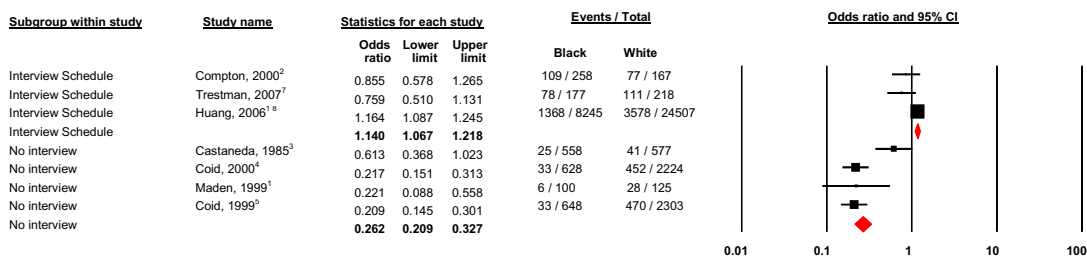 Subgroup within study Study name Statistics for each study Events / Total Odds ratio and 95% CI
Odds ratio Lower limit Upper limit Black White
Interview Schedule Compton, 2000² 0.855 0.578 1.265 109 / 258 77 / 167
Interview Schedule Trestman, 2007⁷ 0.759 0.510 1.131 78 / 177 111 / 218
Interview Schedule Huang, 2006¹ ⁸ 1.164 1.087 1.245 1368 / 8245 3578 / 24507
Interview Schedule 1.140 1.067 1.218
No interview Castaneda, 1985³ 0.613 0.368 1.023 25 / 558 41 / 577
No interview Coid, 2000⁴ 0.217 0.151 0.313 33 / 628 452 / 2224
No interview Maden, 1999¹ 0.221 0.088 0.558 6 / 100 28 / 125
No interview Coid, 1999⁵ 0.209 0.145 0.301 33 / 648 470 / 2303
No interview 0.262 0.209 0.327
0.01 0.1 1 10 100